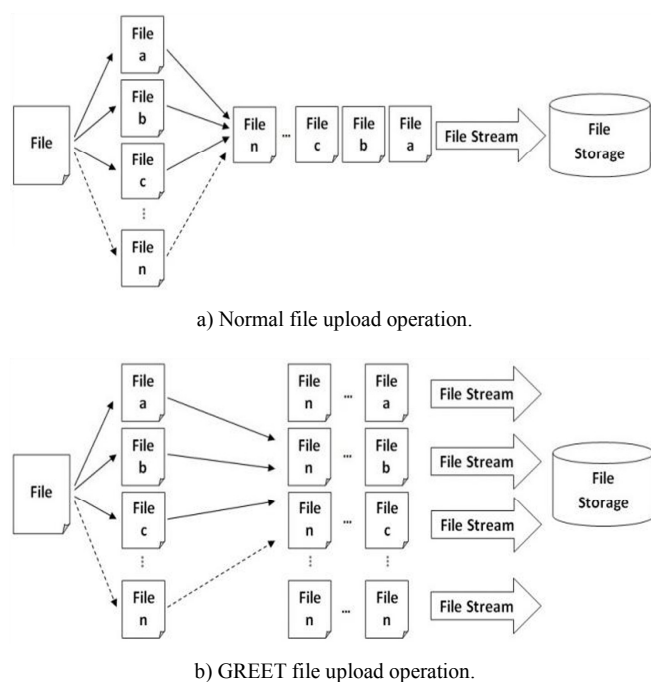 File
a
File
b
File
c
⋮
File
n
File
File
n
...
File
c
File
b
File
a
File Stream
File
Storage
a) Normal file upload operation.
File
a
File
b
File
c
⋮
File
n
File
File
n
...
File
a
File Stream
File
n
...
File
b
File Stream
File
n
...
File
c
File Stream
⋮
⋮
File
n
...
File
n
File Stream
File
Storage
b) GREET file upload operation.